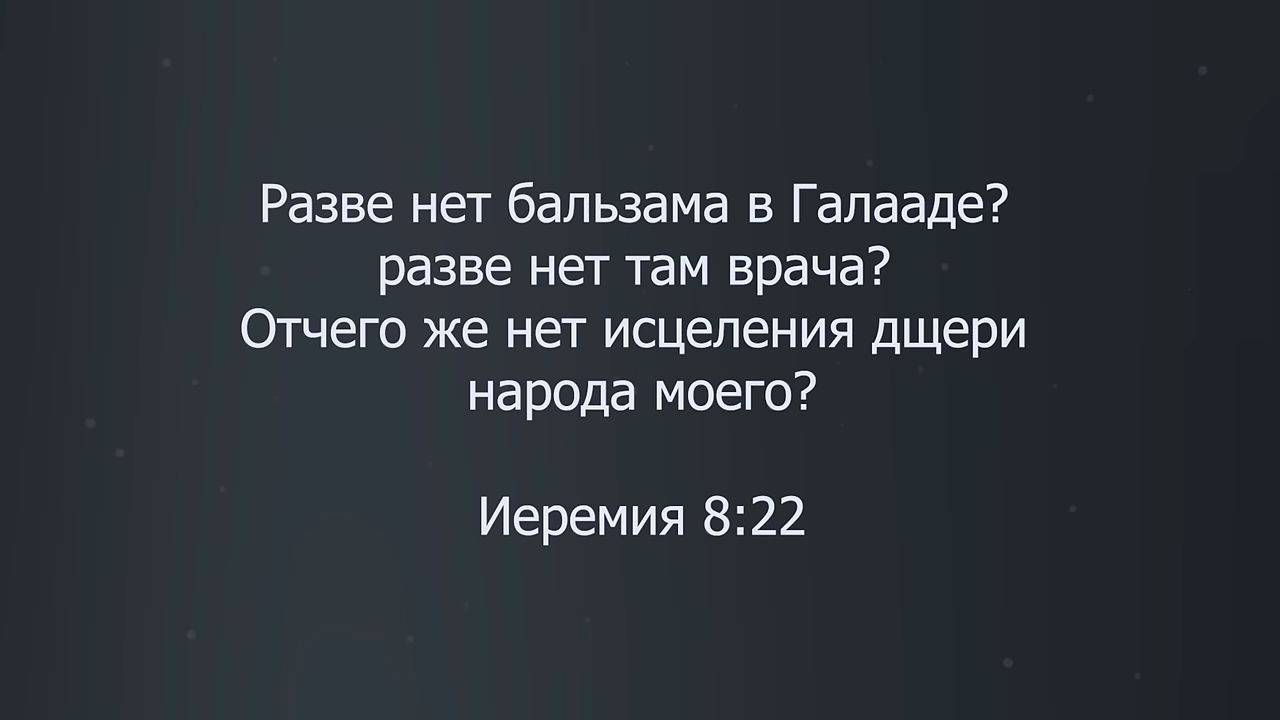 Разве нет бальзама в Галааде?
разве нет там врача?
Отчего же нет исцеления дщери
народа моего?
Иеремия 8:22